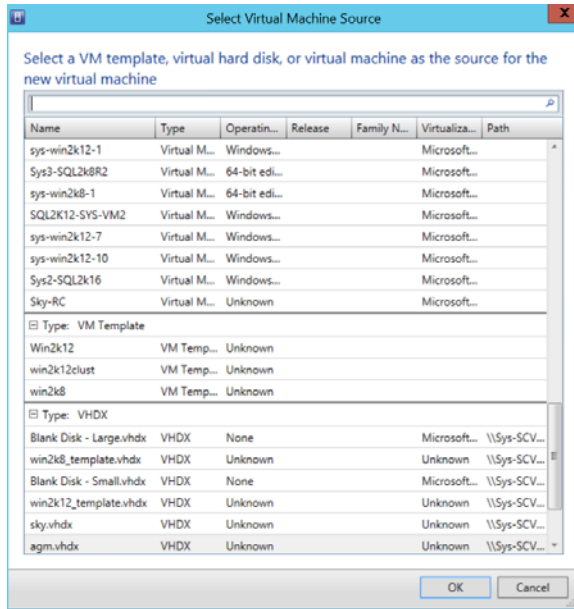 Select Virtual Machine Source
x
Select a VM template, virtual hard disk, or virtual machine as the source for the
new virtual machine
Name Type Operatin... Release Family N... Virtualiza... Path
sys-win2k12-1 Virtual M... Windows... Microsoft...
Sys3-SQL2k8R2 Virtual M... 64-bit edi... Microsoft...
sys-win2k8-1 Virtual M... 64-bit edi... Microsoft...
SQL2K12-SYS-VM2 Virtual M... Windows... Microsoft...
sys-win2k12-7 Virtual M... Windows... Microsoft...
sys-win2k12-10 Virtual M... Windows... Microsoft...
Sys2-SQL2k16 Virtual M... Windows... Microsoft...
Sky-RC Virtual M... Unknown Microsoft...
Type: VM Template
Win2k12 VM Temp... Unknown
win2k12clust VM Temp... Unknown
win2k8 VM Temp... Unknown
Type: VHDX
Blank Disk - Large.vhdx VHDX None Microsoft... \\Sys-SCV...
win2k8_template.vhdx VHDX Unknown Unknown \\Sys-SCV...
Blank Disk - Small.vhdx VHDX None Microsoft... \\Sys-SCV...
win2k12_template.vhdx VHDX Unknown Unknown \\Sys-SCV...
sky.vhdx VHDX Unknown Unknown \\Sys-SCV...
agm.vhdx VHDX Unknown Unknown \\Sys-SCV...
OK Cancel